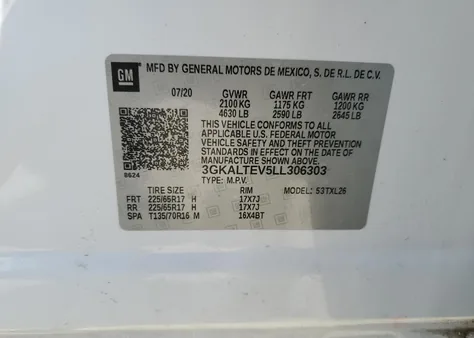 GM MFD BY GENERAL MOTORS DE MEXICO, S. DE R.L. DE C.V.
07/20 GVWR GAWR FRT GAWR RR
2100 KG 1175 KG 1200 KG
4630 LB 2590 LB 2645 LB
THIS VEHICLE CONFORMS TO ALL
APPLICABLE U.S. FEDERAL MOTOR
VEHICLE SAFETY AND THEFT PREVENTION
STANDARDS IN EFFECT ON THE DATE OF
MANUFACTURE SHOWN ABOVE.
3GKALTEV5LL306303
8624 TYPE: M.P.V. MODEL: 53TXL26
TIRE SIZE RIM
FRT 225/65R17 H 17X7J
RR 225/65R17 H 17X7J
SPA T135/70R16 M 16X4BT